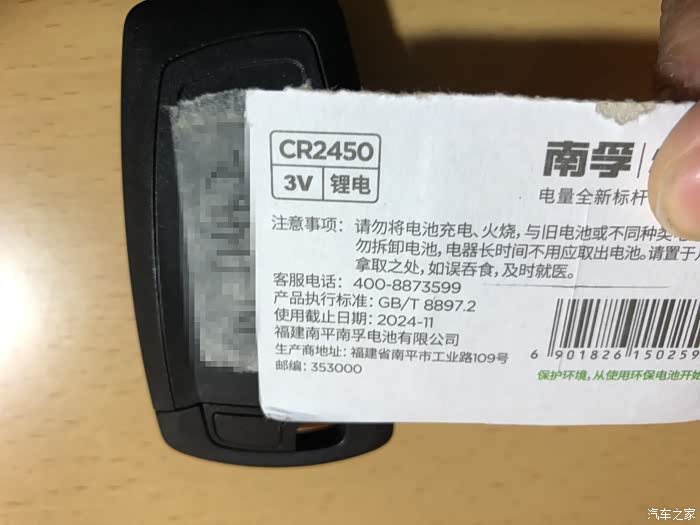 CR2450
3V 锂电
南孚
电量全新标杆
注意事项: 请勿将电池充电、火烧,与旧电池或不同种类电
勿拆卸电池,电器长时间不用应取出电池。请置于儿
拿取之处,如误吞食,及时就医。
客服电话: 400-8873599
产品执行标准: GB/T 8897.2
使用截止日期: 2024-11
福建南平南孚电池有限公司
生产商地址: 福建省南平市工业路109号
邮编: 353000
6 901826 150259
保护环境,从使用环保电池开始
汽车之家